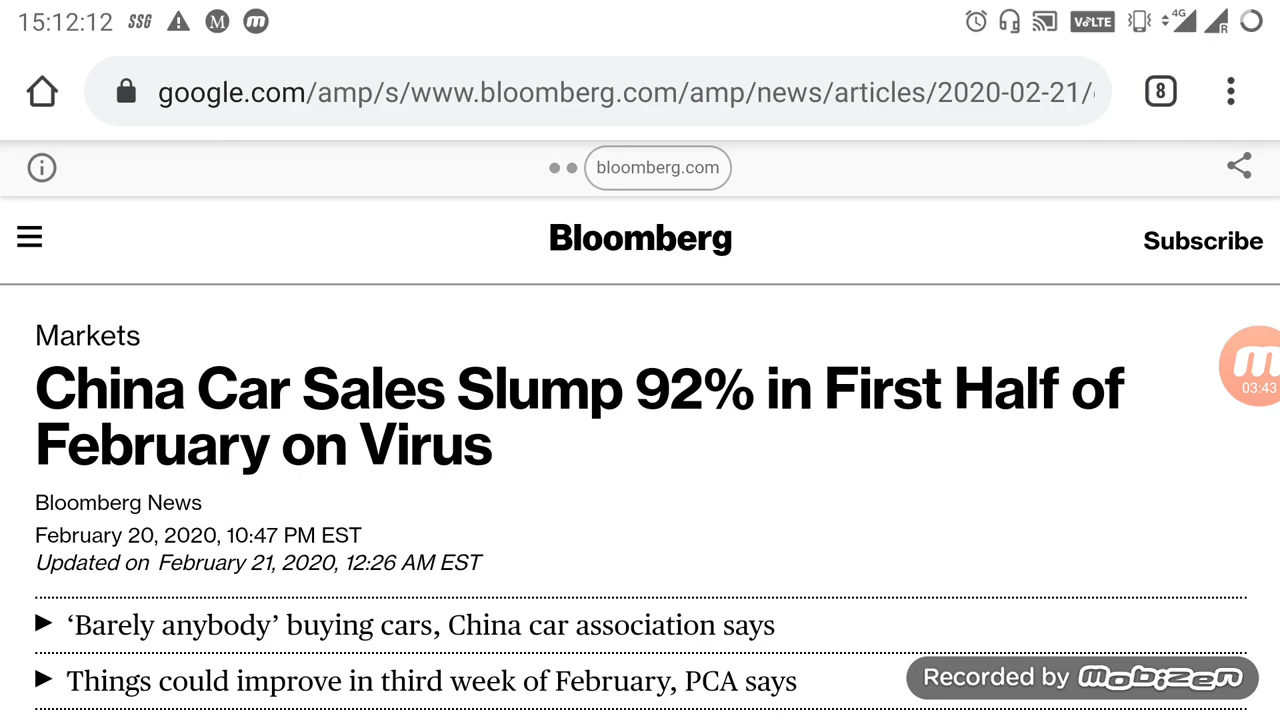 15:12:12 SSG M m VoLTE 4G R
google.com/amp/s/www.bloomberg.com/amp/news/articles/2020-02-21/
8
bloomberg.com
Bloomberg
Subscribe
Markets
China Car Sales Slump 92% in First Half of
February on Virus
m
03:43
Bloomberg News
February 20, 2020, 10:47 PM EST
Updated on February 21, 2020, 12:26 AM EST
‘Barely anybody’ buying cars, China car association says
Things could improve in third week of February, PCA says
Recorded by mobizen